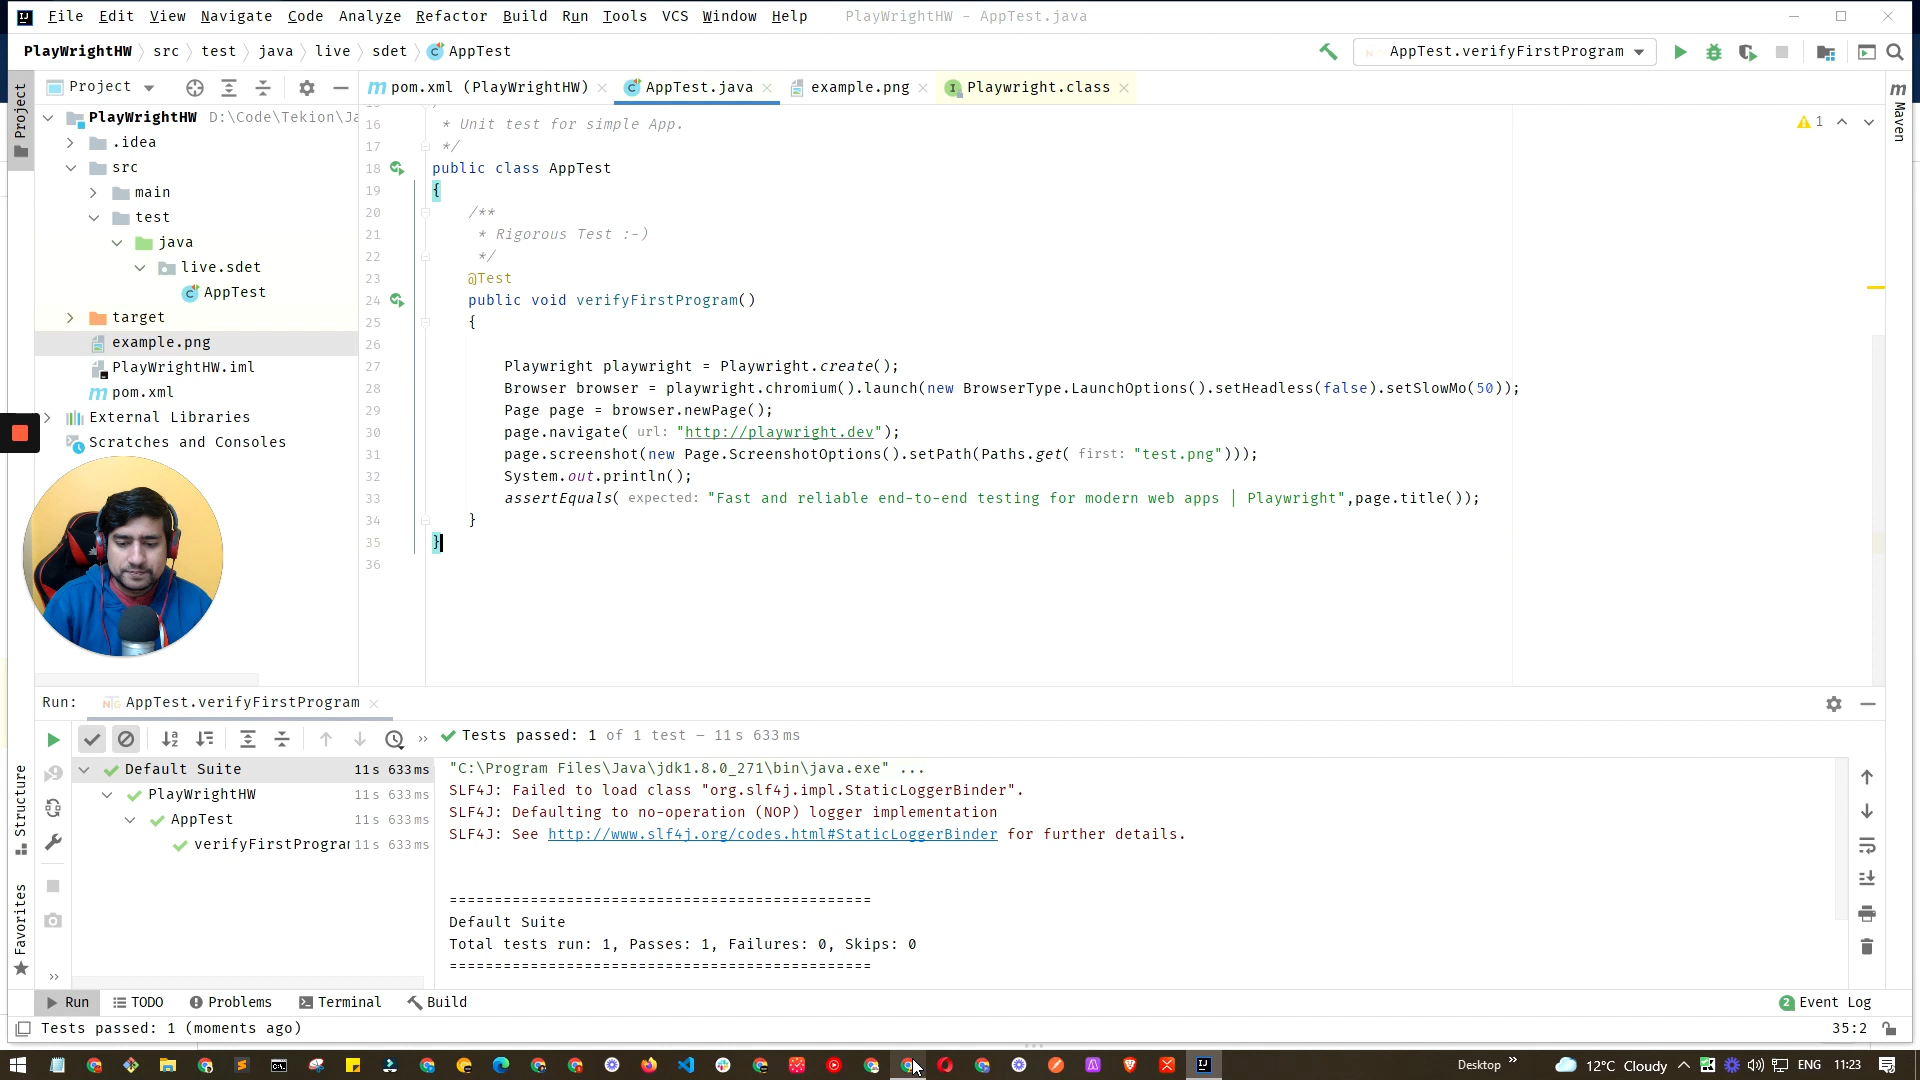 File Edit View Navigate Code Analyze Refactor Build Run Tools VCS Window Help PlayWrightHW - AppTest.java
PlayWrightHW src test java live sdet AppTest AppTest.verifyFirstProgram
Project pom.xml (PlayWrightHW) AppTest.java example.png Playwright.class
Project
Maven
PlayWrightHW D:\Code\Tekion\Ja
.idea
src
main
test
java
live.sdet
AppTest
target
example.png
PlayWrightHW.iml
pom.xml
External Libraries
Scratches and Consoles
1
16 * Unit test for simple App.
17 */
18 public class AppTest
19 {
20 /**
21 * Rigorous Test :-)
22 */
23 @Test
24 public void verifyFirstProgram()
25 {
26
27 Playwright playwright = Playwright.create();
28 Browser browser = playwright.chromium().launch(new BrowserType.LaunchOptions().setHeadless(false).setSlowMo(50));
29 Page page = browser.newPage();
30 page.navigate( url: "http://playwright.dev");
31 page.screenshot(new Page.ScreenshotOptions().setPath(Paths.get( first: "test.png")));
32 System.out.println();
33 assertEquals( expected: "Fast and reliable end-to-end testing for modern web apps | Playwright",page.title());
34 }
35 }
36
Run: AppTest.verifyFirstProgram
Tests passed: 1 of 1 test – 11 s 633 ms
Default Suite 11 s 633 ms
PlayWrightHW 11 s 633 ms
AppTest 11 s 633 ms
verifyFirstProgram 11 s 633 ms
"C:\Program Files\Java\jdk1.8.0_271\bin\java.exe" ...
SLF4J: Failed to load class "org.slf4j.impl.StaticLoggerBinder".
SLF4J: Defaulting to no-operation (NOP) logger implementation
SLF4J: See http://www.slf4j.org/codes.html#StaticLoggerBinder for further details.
===============================================
Default Suite
Total tests run: 1, Passes: 1, Failures: 0, Skips: 0
===============================================
Structure
Favorites
Run TODO Problems Terminal Build 2 Event Log
Tests passed: 1 (moments ago) 35:2
Desktop 12°C Cloudy ENG 11:23